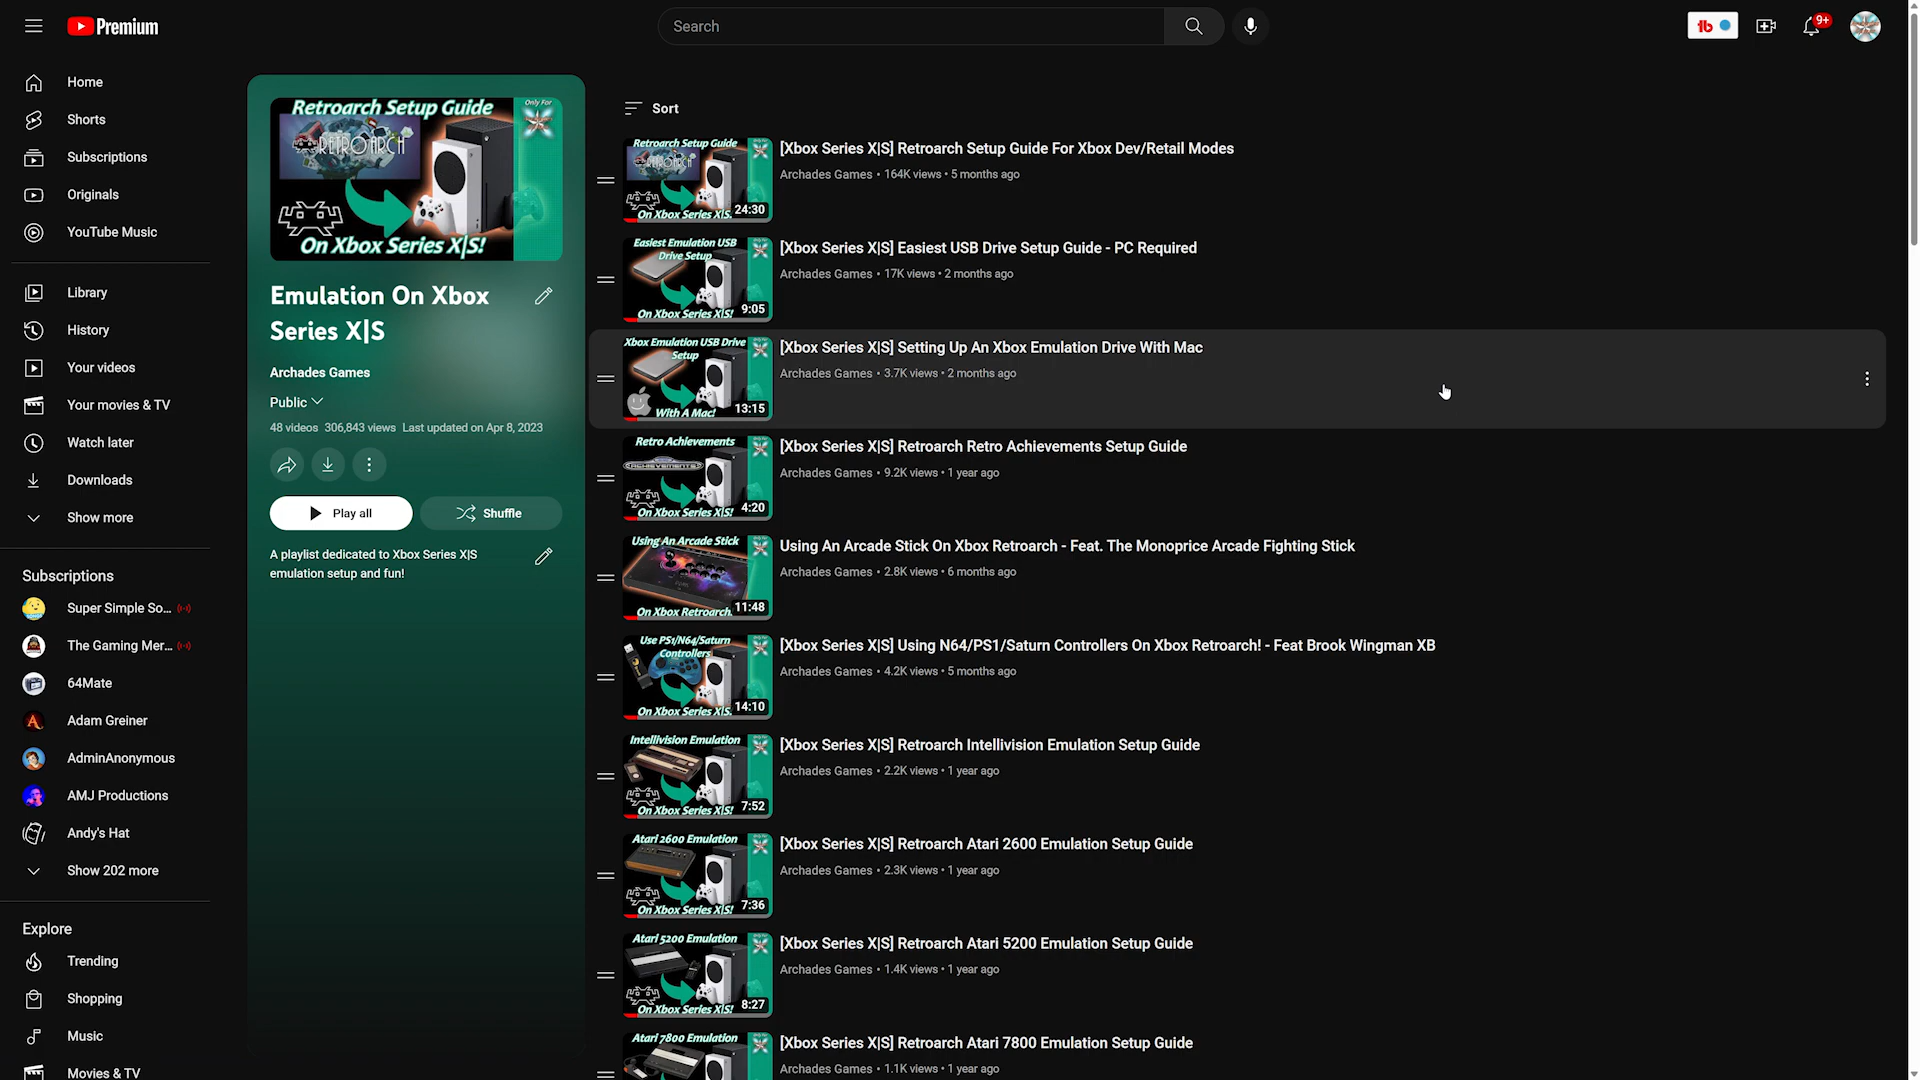 Premium
Search
tb
9+
Home
Shorts
Subscriptions
Originals
YouTube Music
Library
History
Your videos
Your movies & TV
Watch later
Downloads
Show more
Subscriptions
Super Simple So...
The Gaming Mer...
64Mate
Adam Greiner
AdminAnonymous
AMJ Productions
Andy's Hat
Show 202 more
Explore
Trending
Shopping
Music
Movies & TV
Retroarch Setup Guide
Only For
RETROARCH
On Xbox Series X|S!
Emulation On Xbox
Series X|S
Archades Games
Public
48 videos 306,843 views Last updated on Apr 8, 2023
Play all
Shuffle
A playlist dedicated to Xbox Series X|S
emulation setup and fun!
Sort
Retroarch Setup Guide
RETROARCH
On Xbox Series X|S!
24:30
[Xbox Series X|S] Retroarch Setup Guide For Xbox Dev/Retail Modes
Archades Games • 164K views • 5 months ago
Easiest Emulation USB
Drive Setup
On Xbox Series X|S!
9:05
[Xbox Series X|S] Easiest USB Drive Setup Guide - PC Required
Archades Games • 17K views • 2 months ago
Xbox Emulation USB Drive
Setup
With A Mac!
13:15
[Xbox Series X|S] Setting Up An Xbox Emulation Drive With Mac
Archades Games • 3.7K views • 2 months ago
Retro Achievements
ACHIEVEMENTS
On Xbox Series X|S!
4:20
[Xbox Series X|S] Retroarch Retro Achievements Setup Guide
Archades Games • 9.2K views • 1 year ago
Using An Arcade Stick
On Xbox Retroarch!
11:48
Using An Arcade Stick On Xbox Retroarch - Feat. The Monoprice Arcade Fighting Stick
Archades Games • 2.8K views • 6 months ago
Use PS1/N64/Saturn
Controllers
On Xbox Series X|S!
14:10
[Xbox Series X|S] Using N64/PS1/Saturn Controllers On Xbox Retroarch! - Feat Brook Wingman XB
Archades Games • 4.2K views • 5 months ago
Intellivision Emulation
On Xbox Series X|S!
7:52
[Xbox Series X|S] Retroarch Intellivision Emulation Setup Guide
Archades Games • 2.2K views • 1 year ago
Atari 2600 Emulation
On Xbox Series X|S!
7:36
[Xbox Series X|S] Retroarch Atari 2600 Emulation Setup Guide
Archades Games • 2.3K views • 1 year ago
Atari 5200 Emulation
On Xbox Series X|S!
8:27
[Xbox Series X|S] Retroarch Atari 5200 Emulation Setup Guide
Archades Games • 1.4K views • 1 year ago
Atari 7800 Emulation
[Xbox Series X|S] Retroarch Atari 7800 Emulation Setup Guide
Archades Games • 1.1K views • 1 year ago